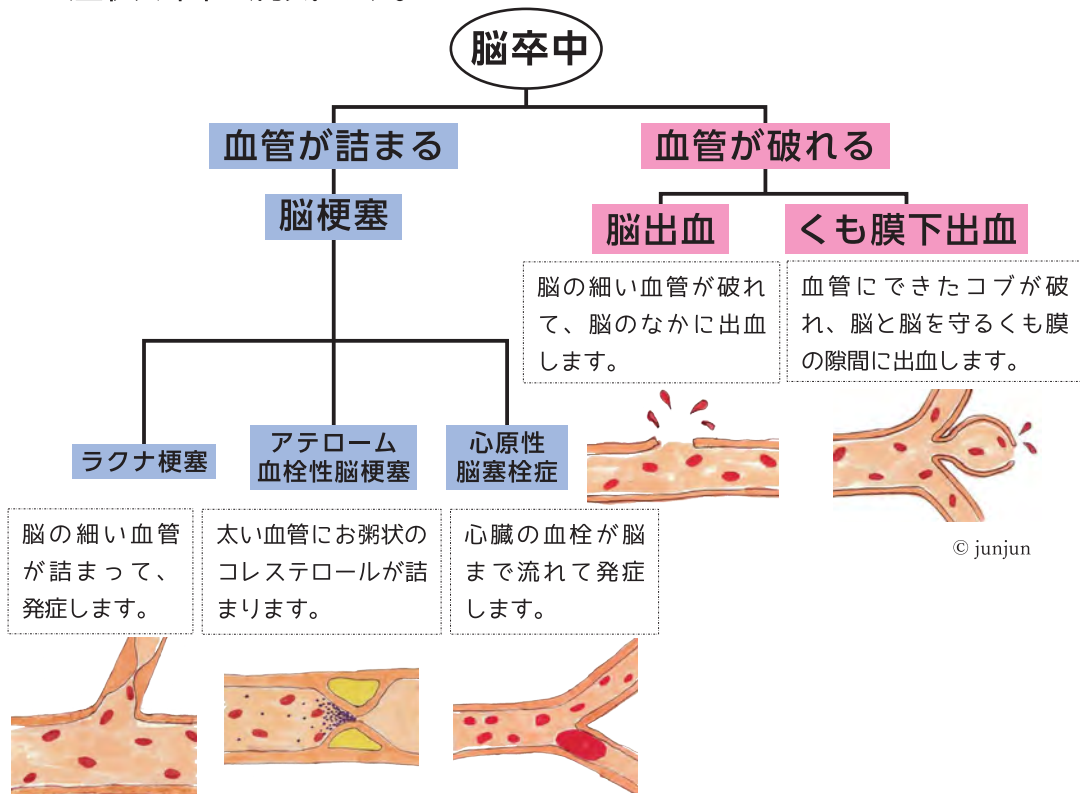 脳卒中
血管が詰まる
血管が破れる
脳梗塞
脳出血
くも膜下出血
脳の細い血管が破れ
て、脳のなかに出血
します。
血管にできたコブが破
れ、脳と脳を守るくも膜
の隙間に出血します。
ラクナ梗塞
アテローム
血栓性脳梗塞
心原性
脳塞栓症
脳の細い血管
が詰まって、
発症します。
太い血管にお粥状の
コレステロールが詰
まります。
心臓の血栓が脳
まで流れて発症
します。
© junjun